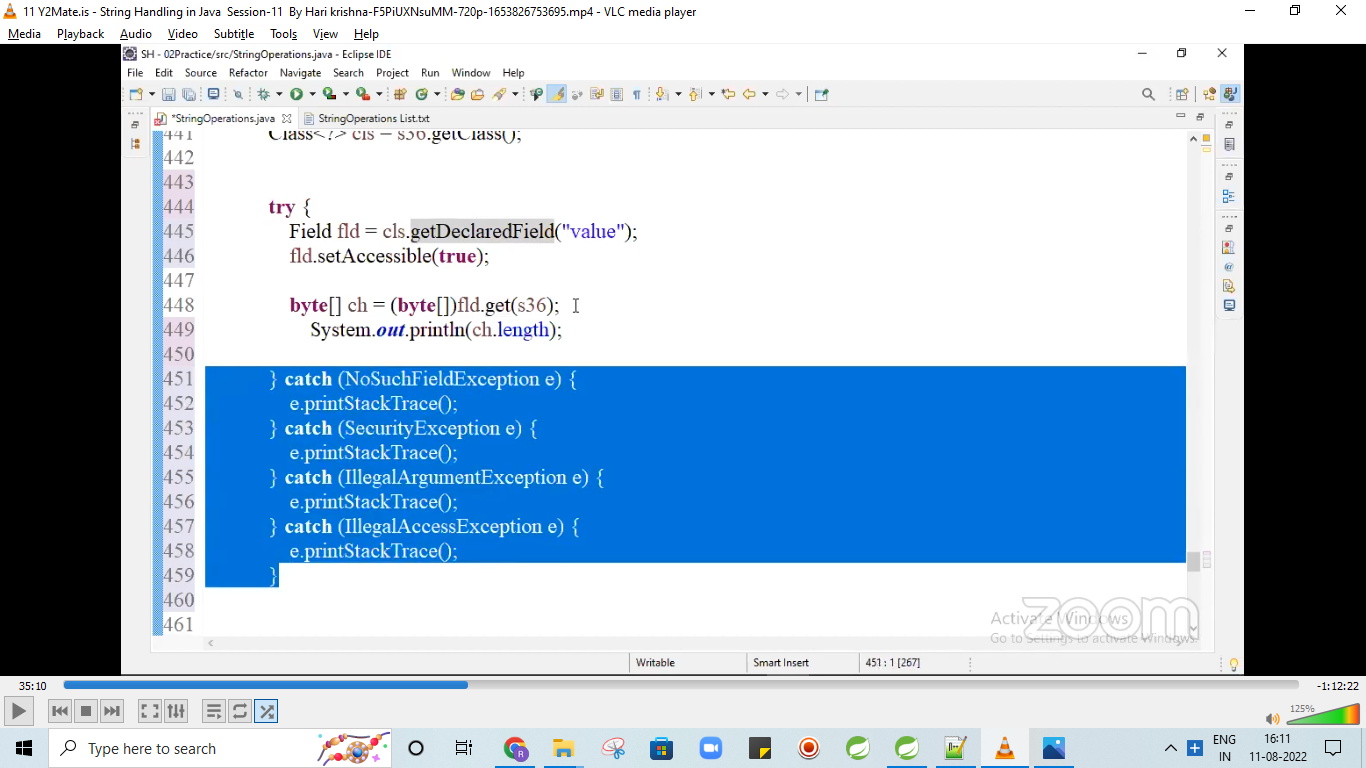 11 Y2Mate.is - String Handling in Java  Session-11  By Hari krishna-F5PiUXNsuMM-720p-1653826753695.mp4 - VLC media player
Media Playback Audio Video Subtitle Tools View Help
SH - 02Practice/src/StringOperations.java - Eclipse IDE
File Edit Source Refactor Navigate Search Project Run Window Help
*StringOperations.java StringOperations List.txt
441 Class<?> cls = s36.getClass();
442
443
444 try {
445 Field fld = cls.getDeclaredField("value");
446 fld.setAccessible(true);
447
448 byte[] ch = (byte[])fld.get(s36);
449 System.out.println(ch.length);
450
451 } catch (NoSuchFieldException e) {
452 e.printStackTrace();
453 } catch (SecurityException e) {
454 e.printStackTrace();
455 } catch (IllegalArgumentException e) {
456 e.printStackTrace();
457 } catch (IllegalAccessException e) {
458 e.printStackTrace();
459 }
460
461
zoom
Activate Windows
Go to Settings to activate Windows.
Writable Smart Insert 451 : 1 [267]
35:10 -1:12:22
125%
Type here to search
ENG
IN
16:11
11-08-2022